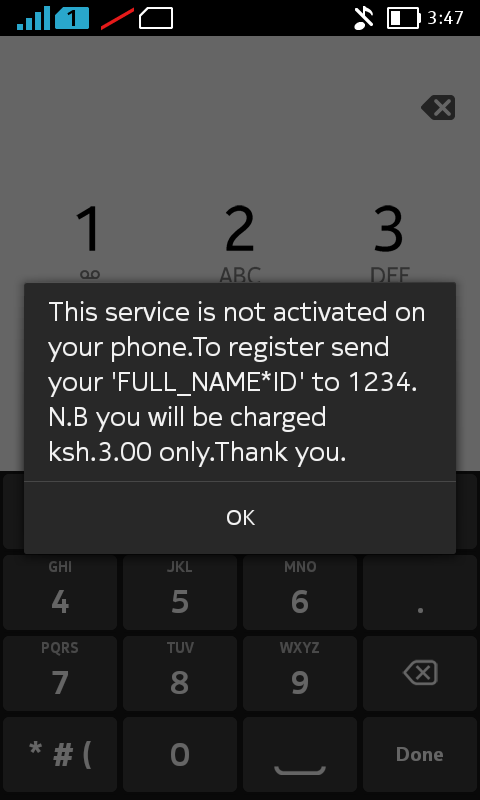 1 3:47
1 2 3
ABC DEF
This service is not activated on
your phone.To register send
your 'FULL_NAME*ID' to 1234.
N.B you will be charged
ksh.3.00 only.Thank you.
OK
GHI JKL MNO
4 5 6 .
PQRS TUV WXYZ
7 8 9
* # ( 0 Done